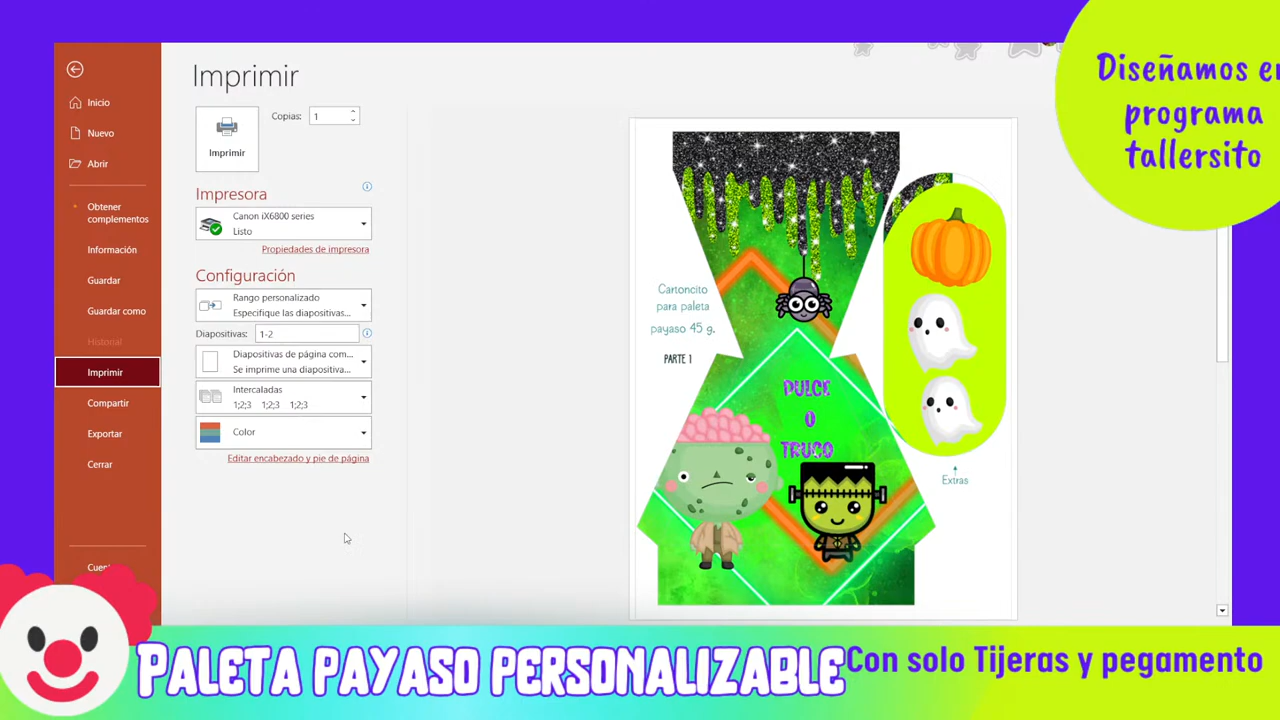 Imprimir
Inicio
Nuevo
Abrir
Obtener
complementos
Información
Guardar
Guardar como
Historial
Imprimir
Compartir
Exportar
Cerrar
Copias: 1
Imprimir
Impresora
Canon iX6800 series
Listo
Propiedades de impresora
Configuración
Rango personalizado
Especifique las diapositivas...
Diapositivas: 1-2
Diapositivas de página com...
Se imprime una diapositiva...
Intercaladas
1;2;3 1;2;3 1;2;3
Color
Editar encabezado y pie de página
Cartoncito
para paleta
payaso 45 g.
PARTE 1
DULCE
O
TRUCO
Extras
Diseñamos en
programa
tallersito
PALETA PAYASO PERSONALIZABLE
Con solo Tijeras y pegamento